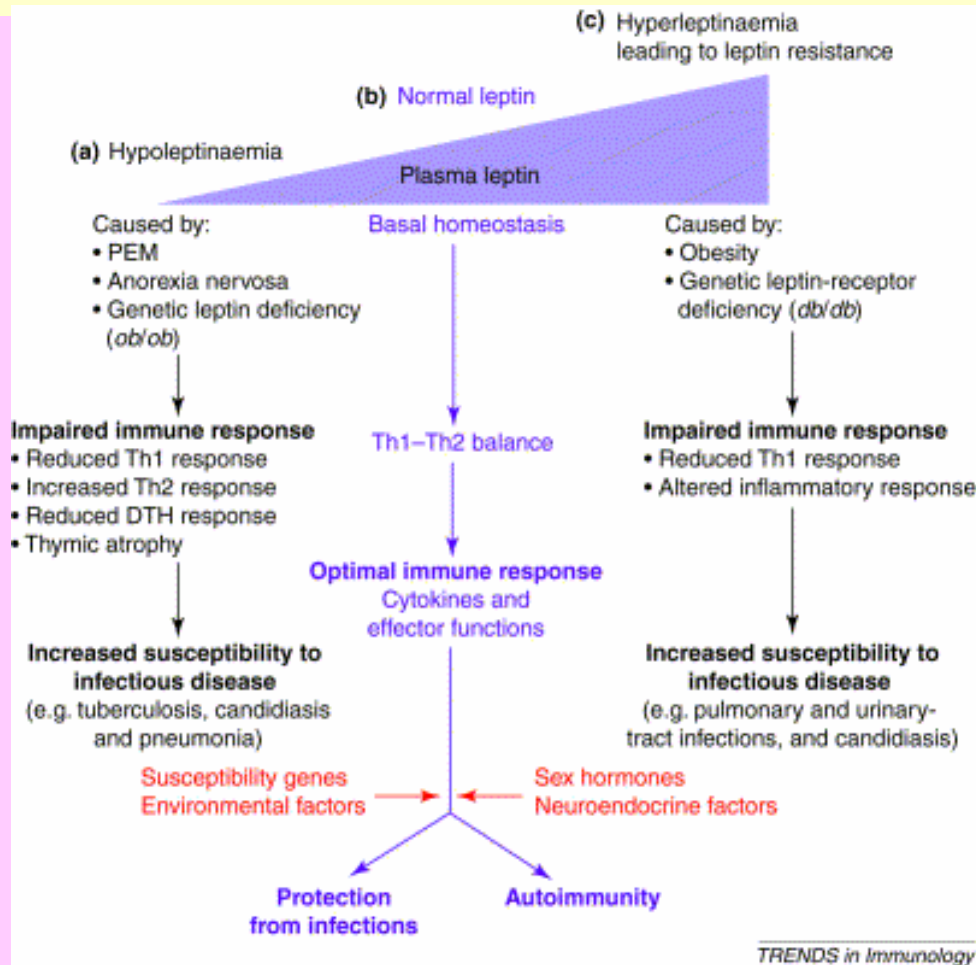 (c) Hyperleptinaemia
leading to leptin resistance
(b) Normal leptin
(a) Hypoleptinaemia
Plasma leptin
Caused by:
• PEM
• Anorexia nervosa
• Genetic leptin deficiency
(ob/ob)
Basal homeostasis
Caused by:
• Obesity
• Genetic leptin-receptor
deficiency (db/db)
Impaired immune response
• Reduced Th1 response
• Increased Th2 response
• Reduced DTH response
• Thymic atrophy
Th1–Th2 balance
Impaired immune response
• Reduced Th1 response
• Altered inflammatory response
Optimal immune response
Cytokines and
effector functions
Increased susceptibility to
infectious disease
(e.g. tuberculosis, candidiasis
and pneumonia)
Increased susceptibility to
infectious disease
(e.g. pulmonary and urinary-
tract infections, and candidiasis)
Susceptibility genes
Environmental factors
Sex hormones
Neuroendocrine factors
Protection
from infections
Autoimmunity
TRENDS in Immunology